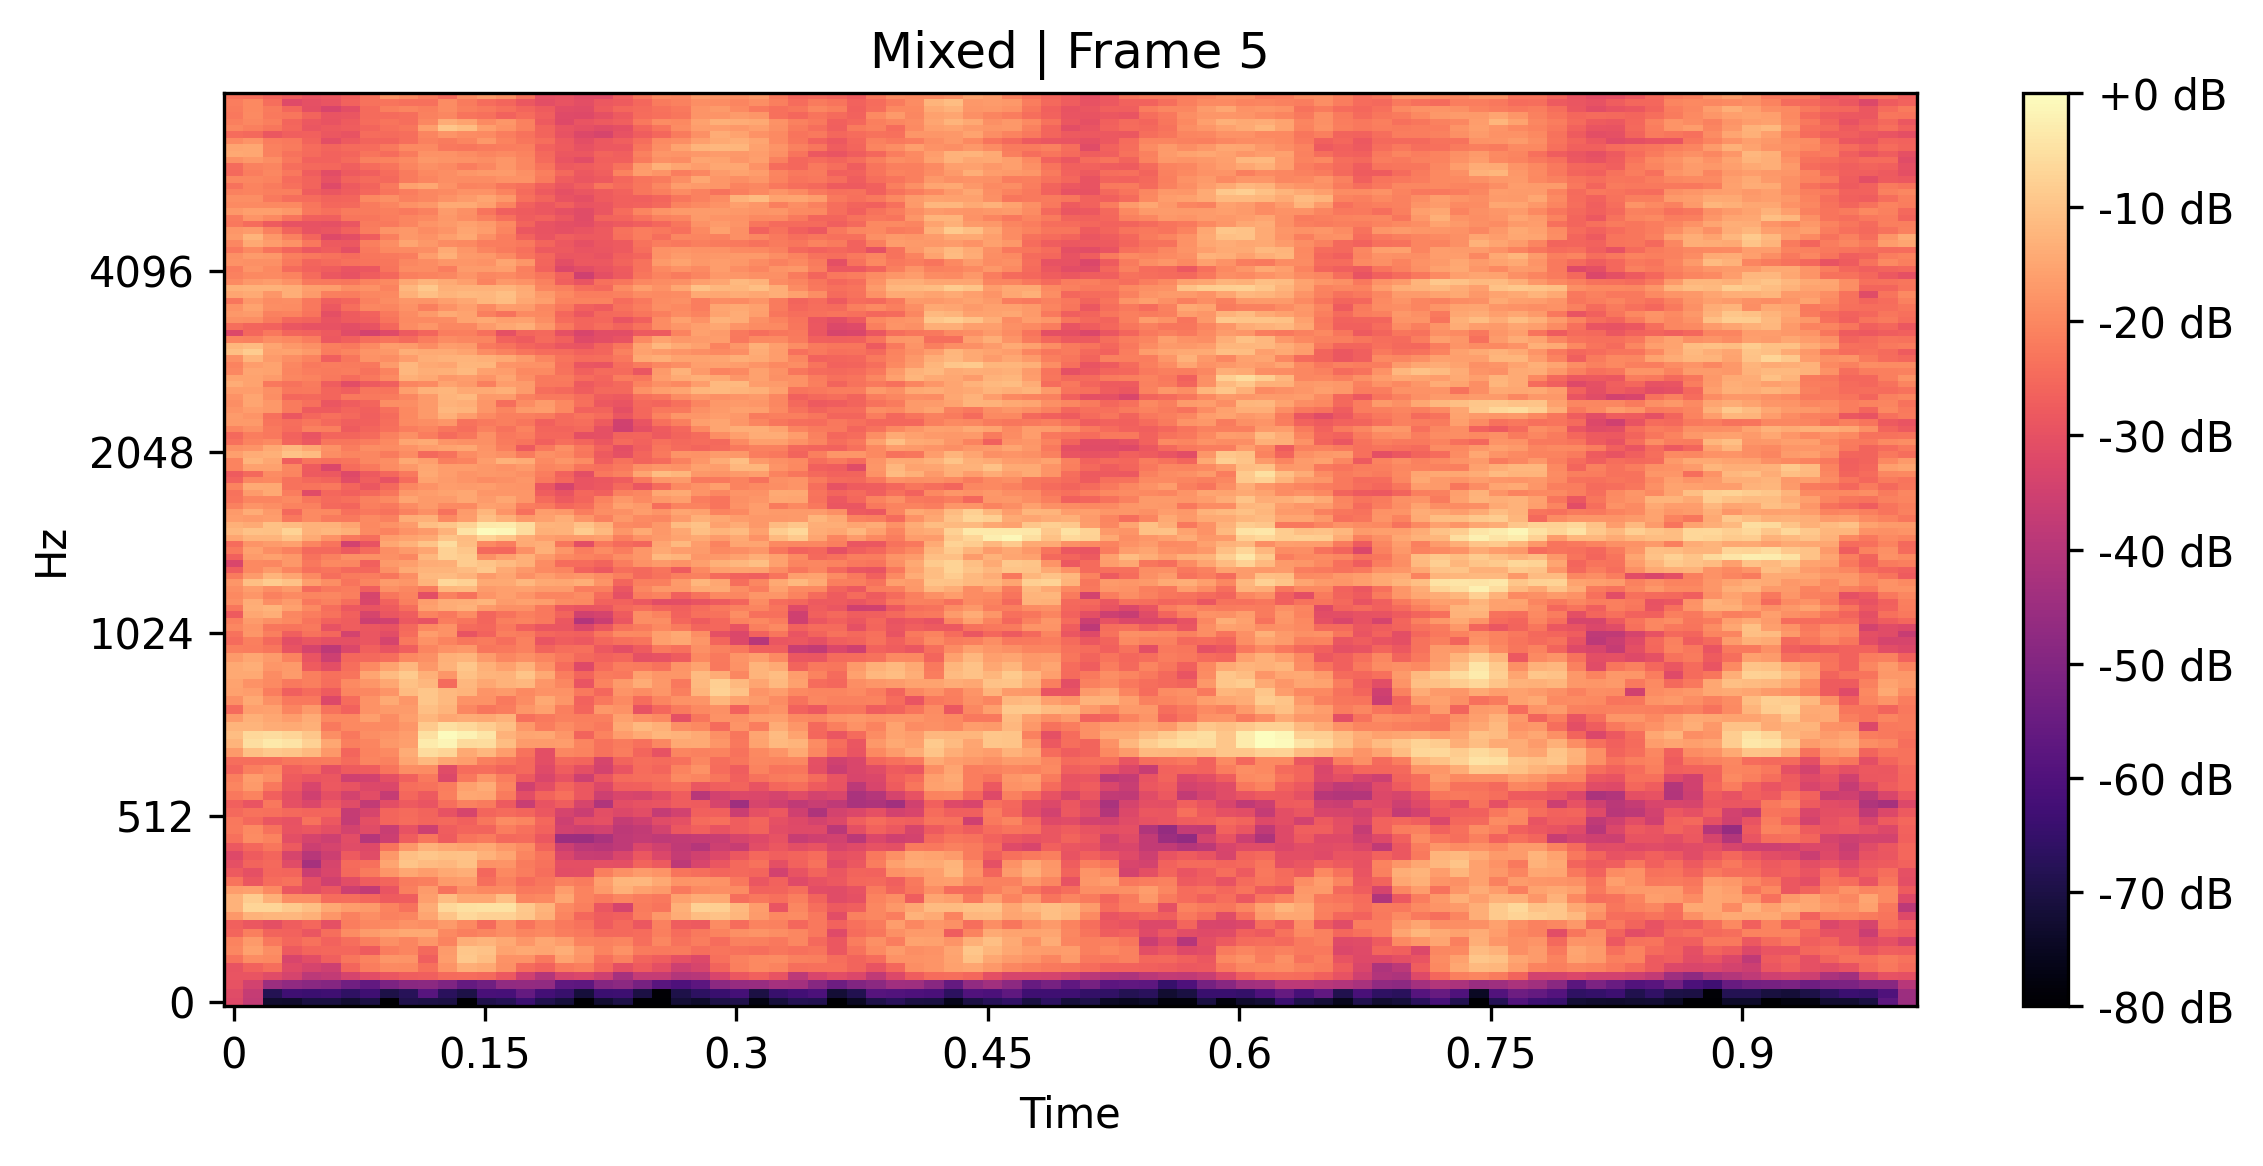 Mixed | Frame 5
Hz
4096
2048
1024
512
0
0 0.15 0.3 0.45 0.6 0.75 0.9
Time
+0 dB
-10 dB
-20 dB
-30 dB
-40 dB
-50 dB
-60 dB
-70 dB
-80 dB